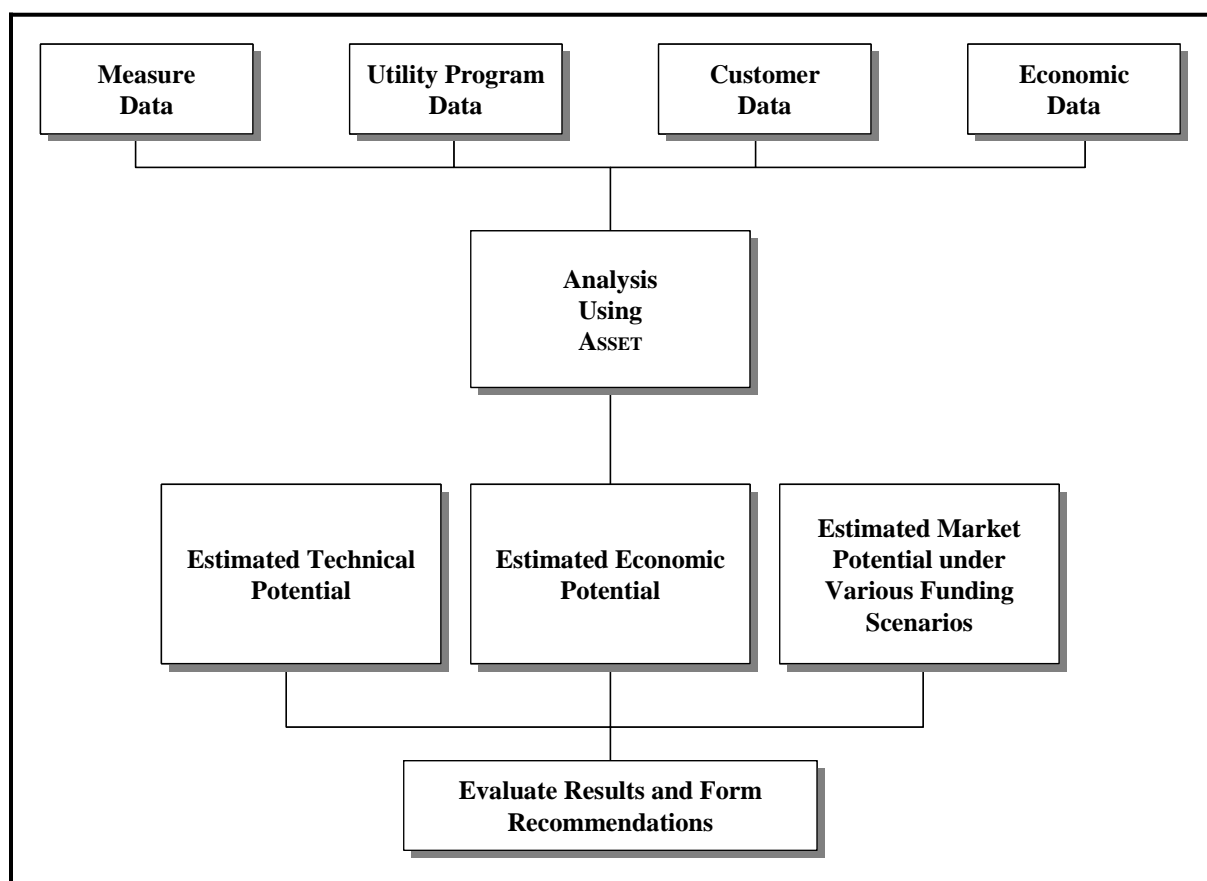 Measure
Data
Utility Program
Data
Customer
Data
Economic
Data
Analysis
Using
ASSET
Estimated Technical
Potential
Estimated Economic
Potential
Estimated Market
Potential under
Various Funding
Scenarios
Evaluate Results and Form
Recommendations